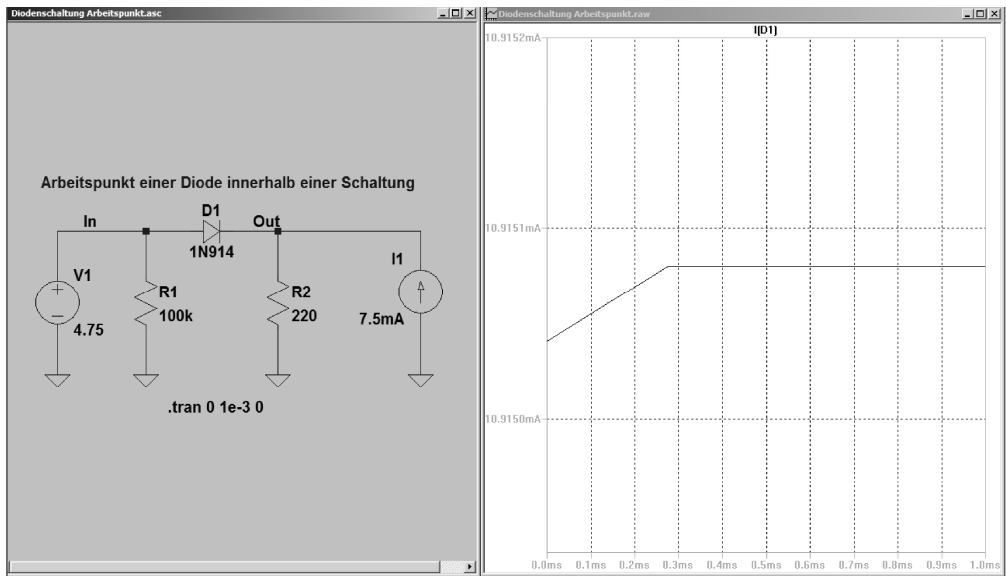 Diodenschaltung Arbeitspunkt.asc
Arbeitspunkt einer Diode innerhalb einer Schaltung
In
D1
Out
1N914
V1
4.75
R1
100k
R2
220
I1
7.5mA
.tran 0 1e-3 0
Diodenschaltung Arbeitspunkt.raw
I(D1)
10.9152mA
10.9151mA
10.9150mA
0.0ms 0.1ms 0.2ms 0.3ms 0.4ms 0.5ms 0.6ms 0.7ms 0.8ms 0.9ms 1.0ms